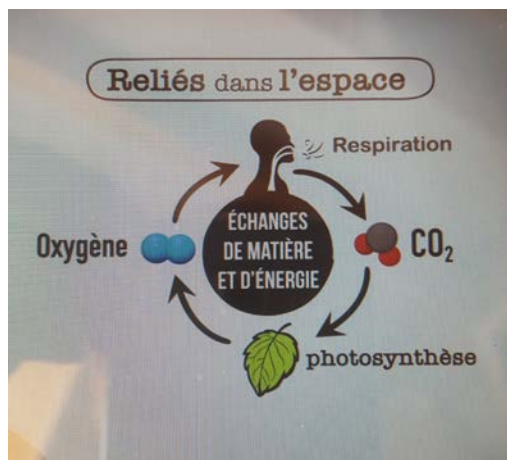 Reliés dans l'espace
Respiration
ÉCHANGES
DE MATIÈRE
ET D'ÉNERGIE
Oxygène
CO₂
photosynthèse